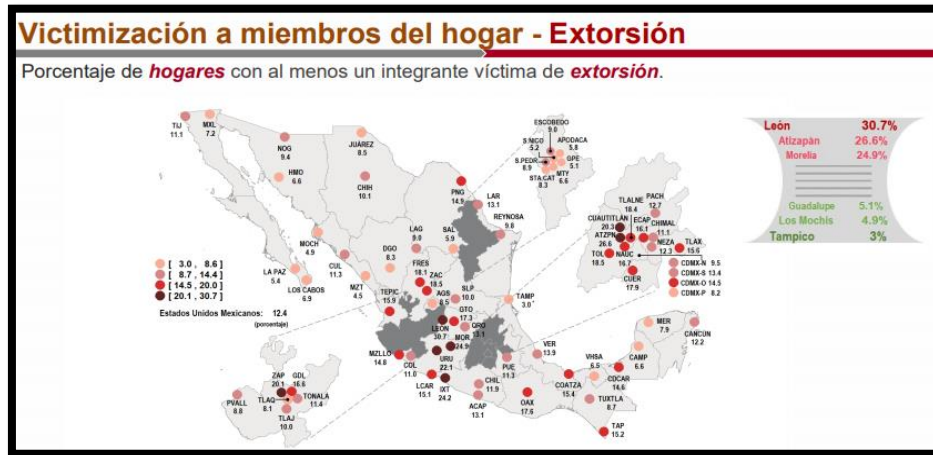 Victimización a miembros del hogar - Extorsión
Porcentaje de hogares con al menos un integrante víctima de extorsión.
TIJ
11.1
MXL
7.2
NOG
9.4
HMO
6.6
JUÁREZ
8.5
CHIH
10.1
PNG
14.9
LAR
13.1
REYNOSA
9.8
ESCOBEDO
9.0
S.NICO
5.2
APODACA
5.8
S.PEDR
8.9
GPE
5.1
STA.CAT
8.3
MTY
6.6
León 30.7%
Atizapán 26.6%
Morelia 24.9%
Guadalupe 5.1%
Los Mochis 4.9%
Tampico 3%
MOCH
4.9
CUL
11.3
LA PAZ
5.4
LOS CABOS
6.9
MZT
4.5
DGO
8.3
LAG
9.0
SAL
5.9
FRES
18.1
ZAC
18.5
TEPIC
15.9
AGS
8.5
SLP
10.0
TAMP
3.0 *
GTO
17.3
LEÓN
30.7
QRO
13.1
MOR
24.9
URU
22.1
MZLLO
14.8
COL
11.0
LCAR
15.1
IXT
24.2
CHIL
11.9
ACAP
13.1
PUE
11.3
VER
13.9
OAX
17.6
COATZA
15.4
VHSA
6.5
TUXTLA
8.7
TAP
15.2
CDCAR
14.6
CAMP
6.6
MER
7.9
CANCÚN
12.2
PACH
12.7
TLALNE
18.4
CUAUTITLÁN
20.3
ECAP
16.1
CHIMAL
11.1
ATZPN
26.6
NEZA
12.3
TLAX
15.6
TOL
18.5
NAUC
16.7
CUER
17.9
CDMX-N 9.5
CDMX-S 13.4
CDMX-O 14.5
CDMX-P 8.2
[ 3.0 , 8.6]
[ 8.7 , 14.4]
[ 14.5 , 20.0]
[ 20.1 , 30.7]
Estados Unidos Mexicanos: 12.4
(porcentaje)
ZAP
20.1
GDL
16.6
TLAQ
8.1
TONALA
11.4
TLAJ
10.0
PVALL
8.8